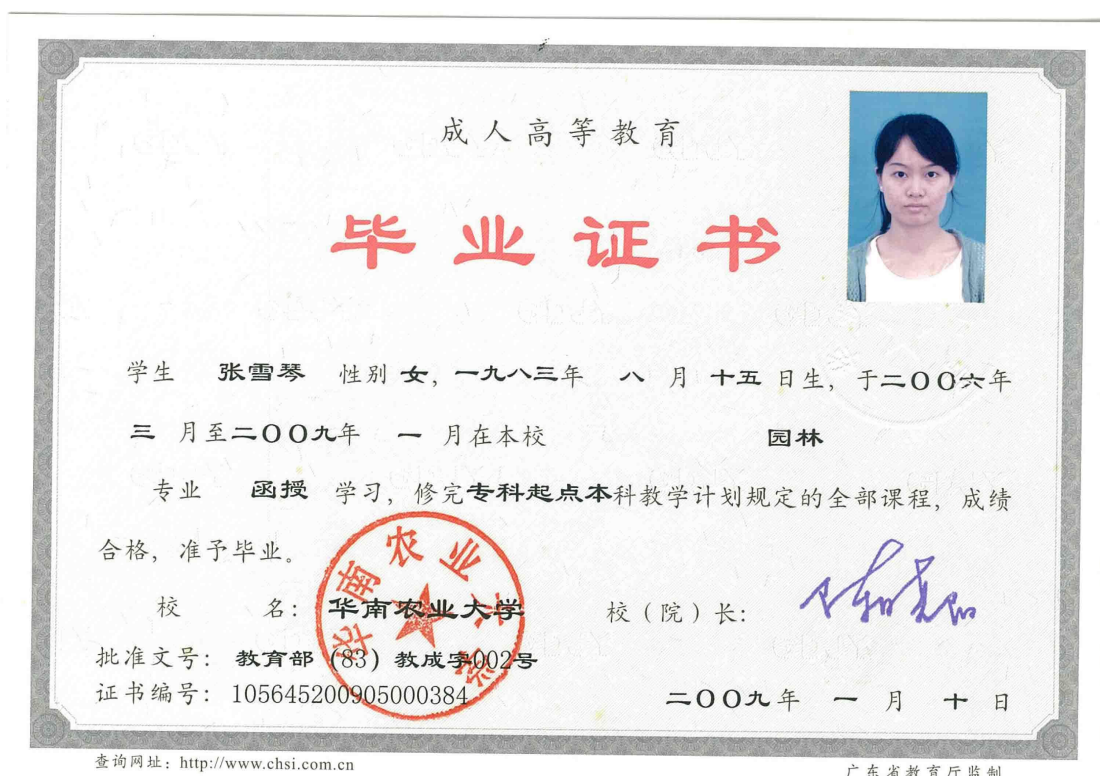 成人高等教育
毕业证书
学生 张雪琴 性别 女，一九八三年 八 月 十五 日生，于二〇〇六年
三 月至二〇〇九年 一 月在本校 园林
专业 函授 学习，修完专科起点本科教学计划规定的全部课程，成绩
合格，准予毕业。
校 名：华南农业大学 校（院）长：
批准文号：教育部（83）教成字002号
证书编号：105645200905000384 二〇〇九年 一 月 十 日
华南农业大学
查询网址：http://www.chsi.com.cn 广东省教育厅监制